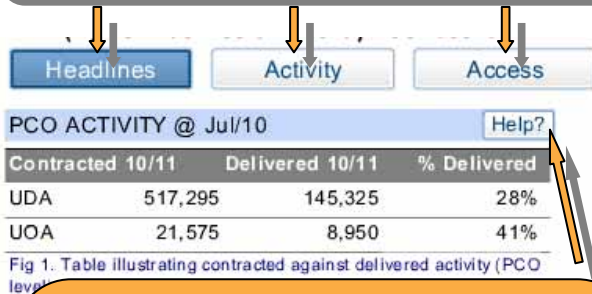 Headlines Activity Access
PCO ACTIVITY @ Jul/10 Help?
Contracted 10/11 Delivered 10/11 % Delivered
UDA 517,295 145,325 28%
UOA 21,575 8,950 41%
Fig 1. Table illustrating contracted against delivered activity (PCO